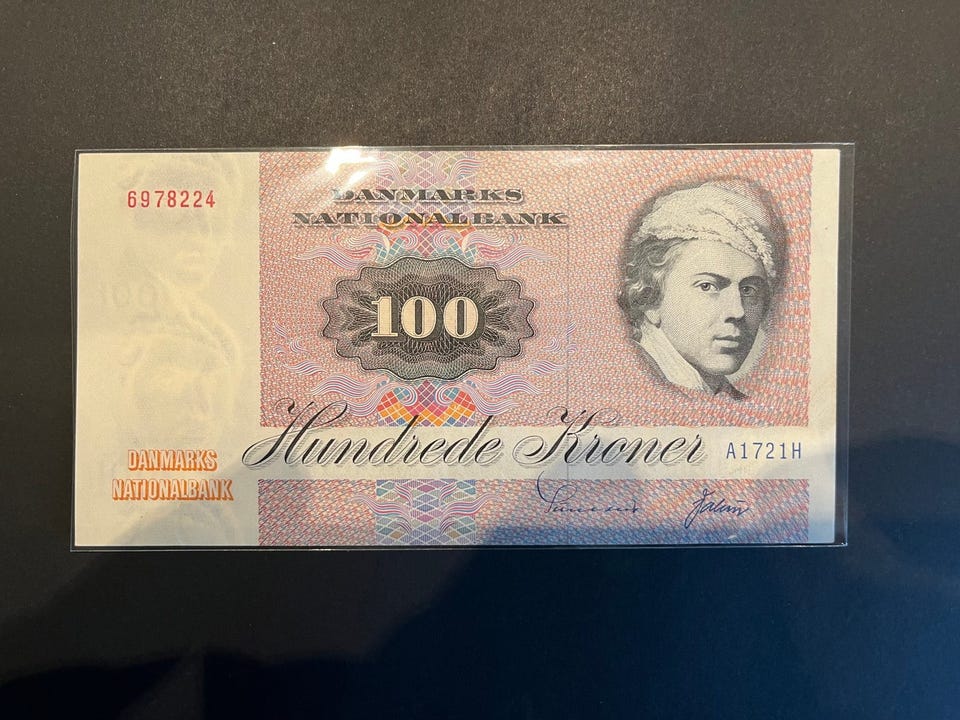 6978224
DANMARKS
NATIONALBANK
100
Hundrede Kroner
A1721H
DANMARKS
NATIONALBANK